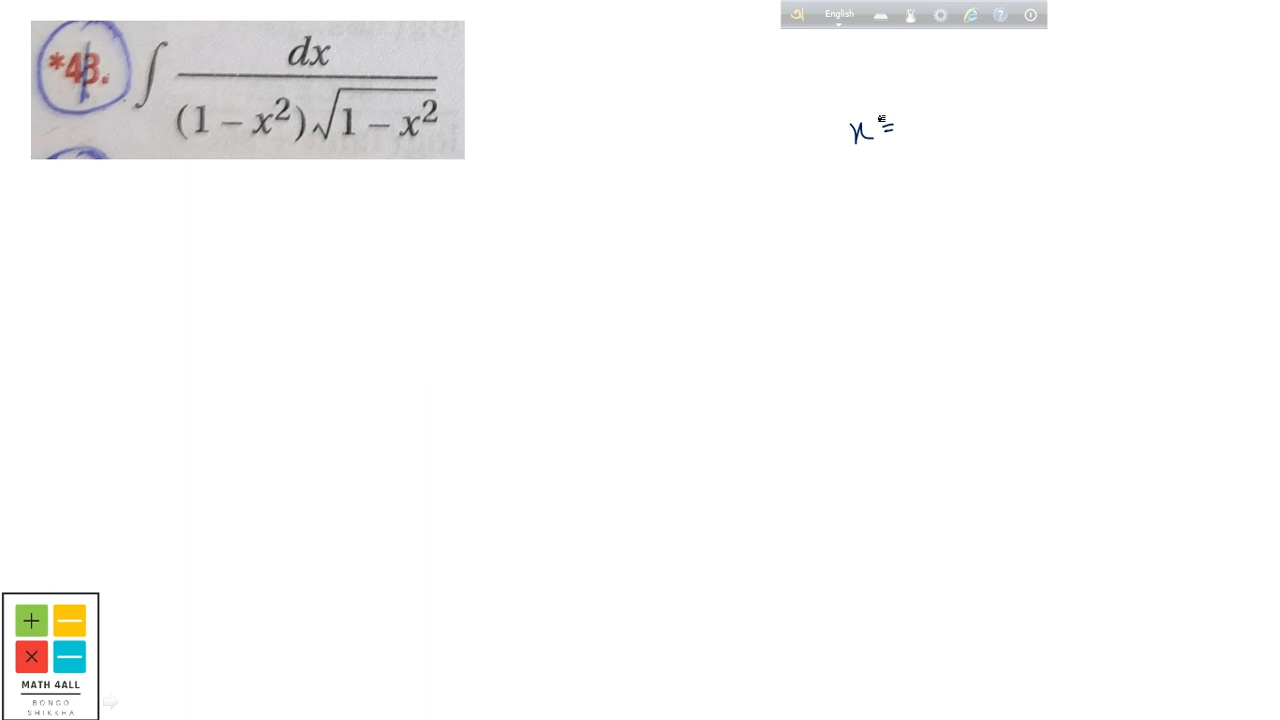 অ English
*43. ∫ dx / (1 − x²)√1 − x²
x =
MATH 4ALL
BONGO
SHIKKHA